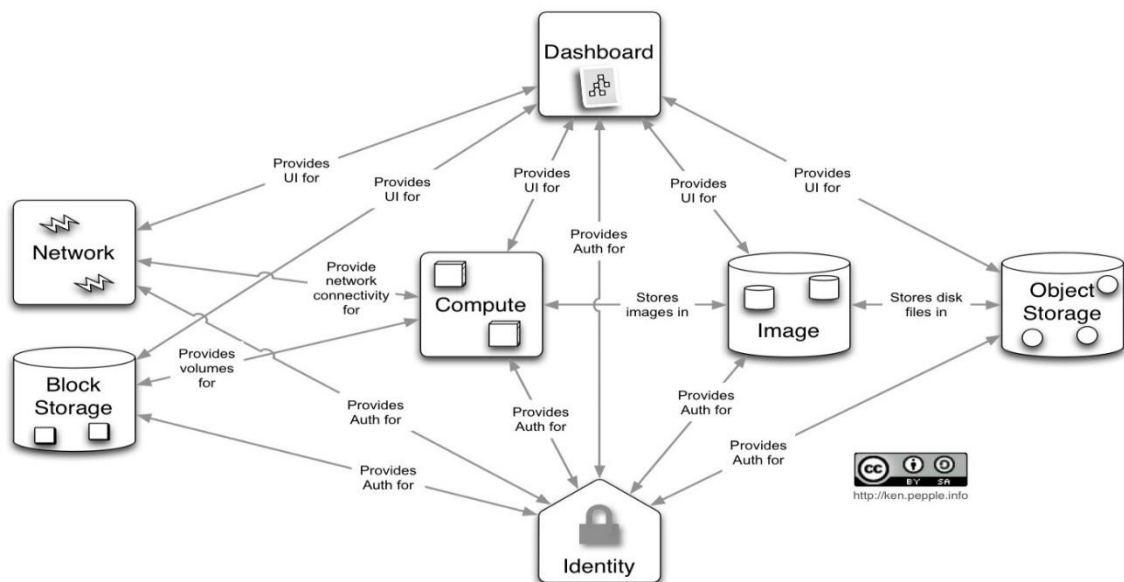 Dashboard
Provides
UI for
Provides
UI for
Provides
UI for
Provides
UI for
Provides
UI for
Provides
Auth for
Network
Provide
network
connectivity
for
Compute
Stores
images in
Image
Stores disk
files in
Object
Storage
Block
Storage
Provides
volumes
for
Provides
Auth for
Provides
Auth for
Provides
Auth for
Provides
Auth for
Provides
Auth for
Identity
cc
BY SA
http://ken.pepple.info